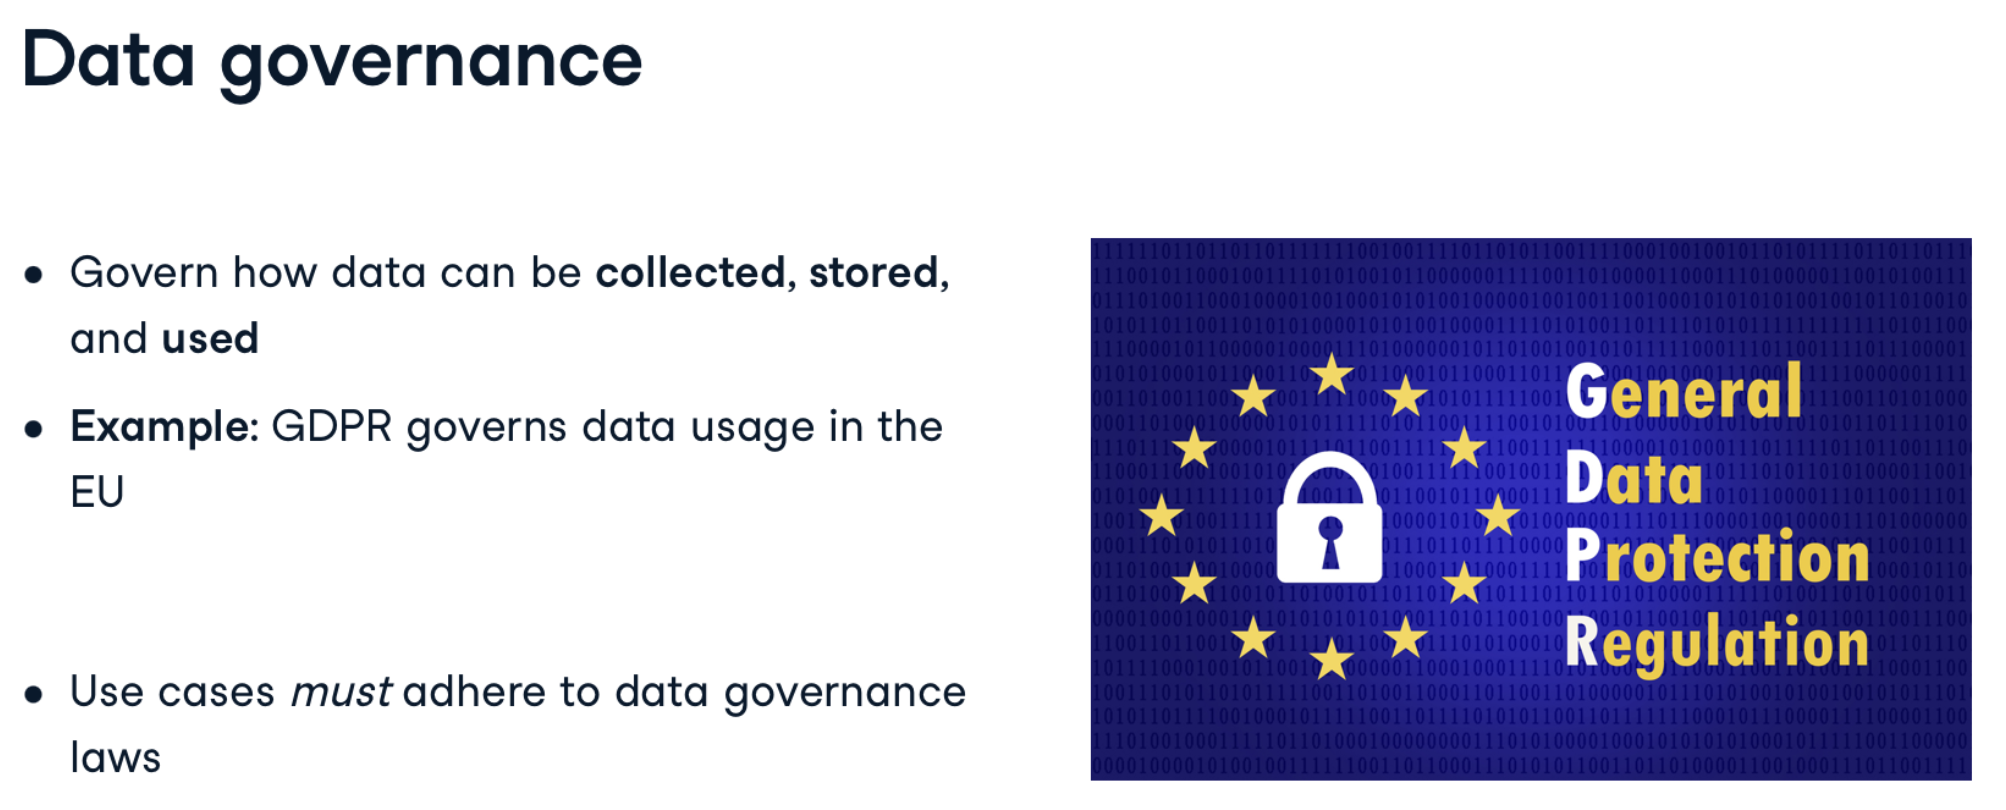 Data governance
• Govern how data can be collected, stored,
and used
• Example: GDPR governs data usage in the
EU
• Use cases must adhere to data governance
laws
General
Data
Protection
Regulation